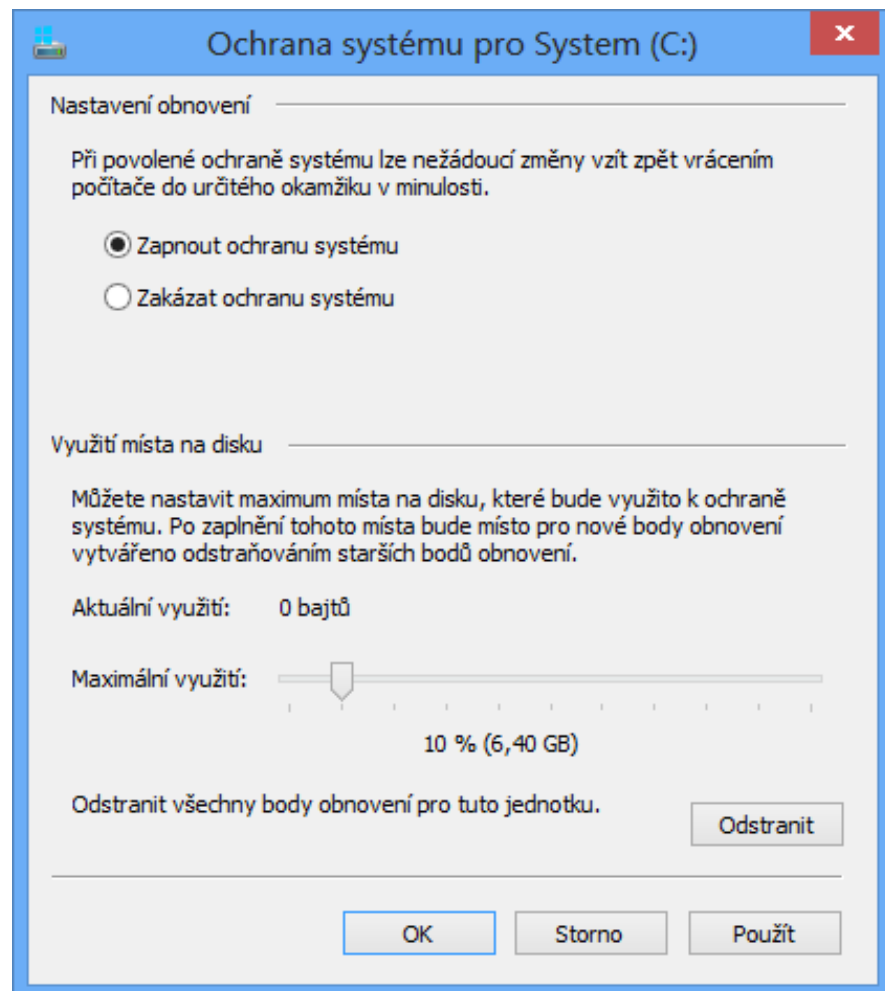 Ochrana systému pro System (C:)
Nastavení obnovení
Při povolené ochraně systému lze nežádoucí změny vzít zpět vrácením
počítače do určitého okamžiku v minulosti.
Zapnout ochranu systému
Zakázat ochranu systému
Využití místa na disku
Můžete nastavit maximum místa na disku, které bude využito k ochraně
systému. Po zaplnění tohoto místa bude místo pro nové body obnovení
vytvářeno odstraňováním starších bodů obnovení.
Aktuální využití: 0 bajtů
Maximální využití:
10 % (6,40 GB)
Odstranit všechny body obnovení pro tuto jednotku.
Odstranit
OK Storno Použít